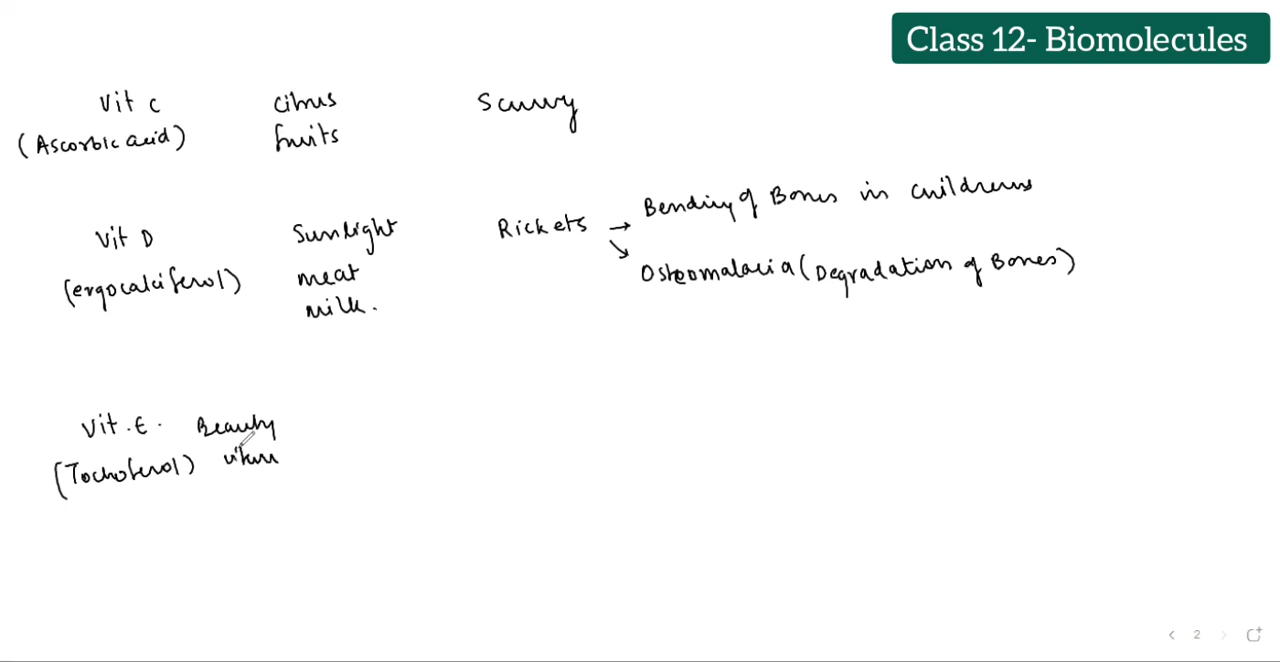 Class 12- Biomolecules
Vit C citrus Scurvy
(Ascorbic acid) fruits
Vit D Sunlight Rickets → Bending of Bones in childrens
(ergocalciferol) meat Osteomalacia (Degradation of Bones)
milk.
Vit. E. Beauty
(Tochoferol)
2